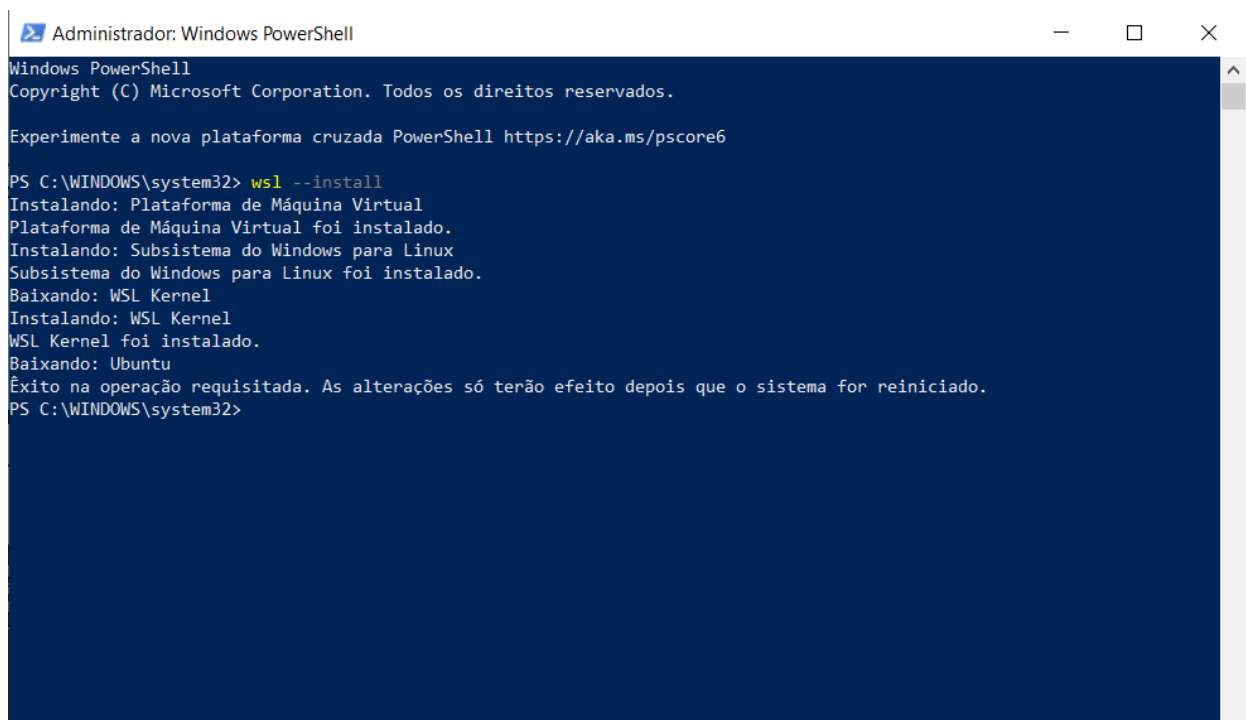 Administrador: Windows PowerShell
Windows PowerShell
Copyright (C) Microsoft Corporation. Todos os direitos reservados.
Experimente a nova plataforma cruzada PowerShell https://aka.ms/pscore6
PS C:\WINDOWS\system32> wsl --install
Instalando: Plataforma de Máquina Virtual
Plataforma de Máquina Virtual foi instalado.
Instalando: Subsistema do Windows para Linux
Subsistema do Windows para Linux foi instalado.
Baixando: WSL Kernel
Instalando: WSL Kernel
WSL Kernel foi instalado.
Baixando: Ubuntu
Êxito na operação requisitada. As alterações só terão efeito depois que o sistema for reiniciado.
PS C:\WINDOWS\system32>